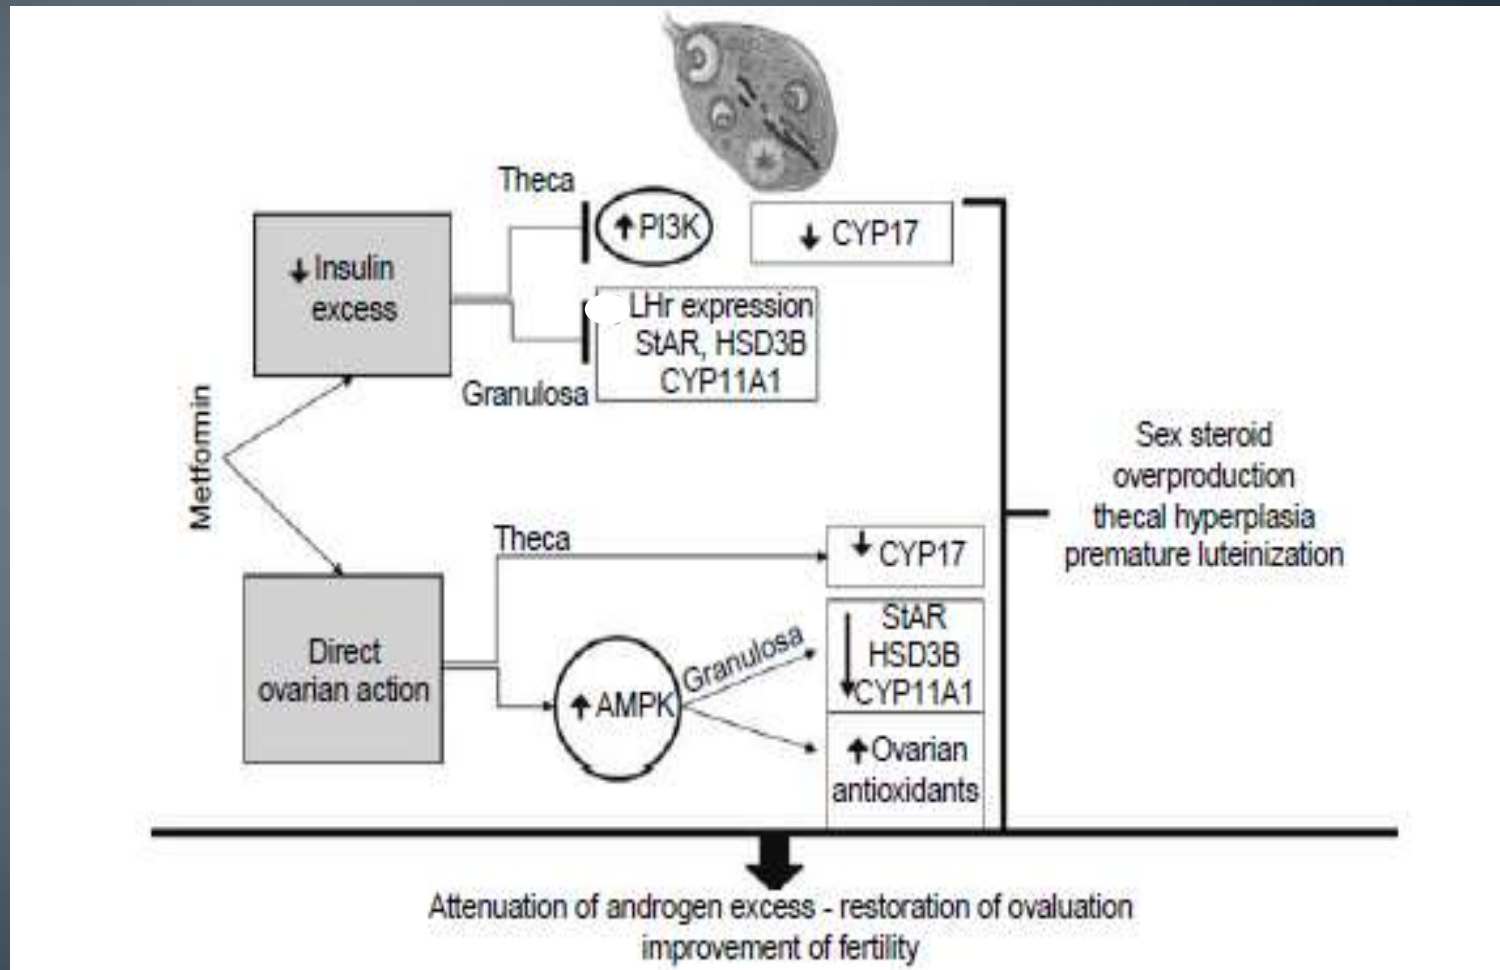 Theca
↑ PI3K
↓ CYP17
↓ Insulin
excess
LHr expression
StAR, HSD3B
CYP11A1
Granulosa
Metformin
Sex steroid
overproduction
thecal hyperplasia
premature luteinization
Theca
↓ CYP17
Direct
ovarian action
↑ AMPK
Granulosa
↓ StAR
HSD3B
CYP11A1
↑ Ovarian
antioxidants
Attenuation of androgen excess - restoration of ovaluation
improvement of fertility